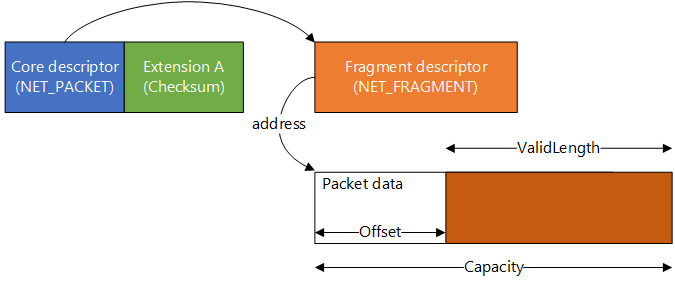 Core descriptor
(NET_PACKET)
Extension A
(Checksum)
Fragment descriptor
(NET_FRAGMENT)
address
ValidLength
Packet data
Offset
Capacity